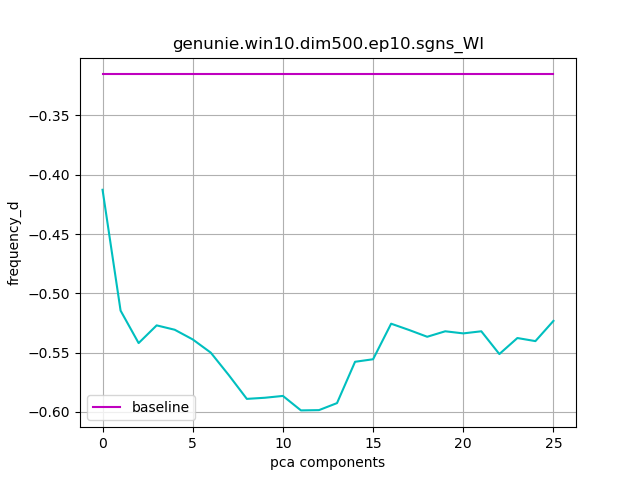 genunie.win10.dim500.ep10.sgns_WI
frequency_d
−0.35
−0.40
−0.45
−0.50
−0.55
−0.60
baseline
0 5 10 15 20 25
pca components